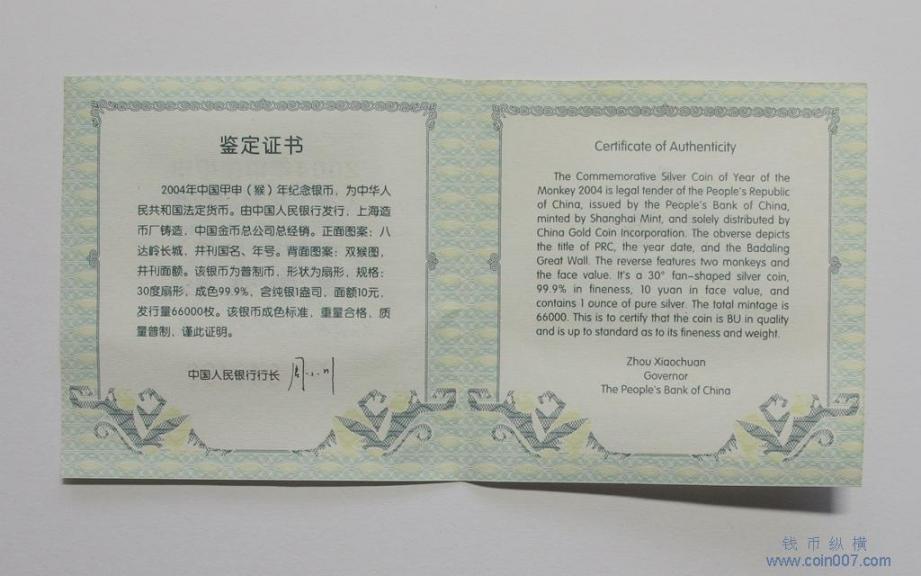 鉴定证书
2004年中国甲申（猴）年纪念银币，为中华人
民共和国法定货币。由中国人民银行发行，上海造
币厂铸造，中国金币总公司总经销。正面图案：八
达岭长城，并刊国名、年号。背面图案：双猴图，
并刊面额。该银币为普制币，形状为扇形，规格：
30度扇形，成色99.9%，含纯银1盎司，面额10元，
发行量66000枚。该银币成色标准，重量合格，质
量普制，谨此证明。
中国人民银行行长
Certificate of Authenticity
The Commemorative Silver Coin of Year of the
Monkey 2004 is legal tender of the People's Republic
of China, issued by the People's Bank of China,
minted by Shanghai Mint, and solely distributed by
China Gold Coin Incorporation. The obverse depicts
the title of PRC, the year date, and the Badaling
Great Wall. The reverse features two monkeys and
the face value. It's a 30° fan-shaped silver coin,
99.9% in fineness, 10 yuan in face value, and
contains 1 ounce of pure silver. The total mintage is
66000. This is to certify that the coin is BU in quality
and is up to standard as to its fineness and weight.
Zhou Xiaochuan
Governor
The People's Bank of China
钱币纵横
www.coin007.com